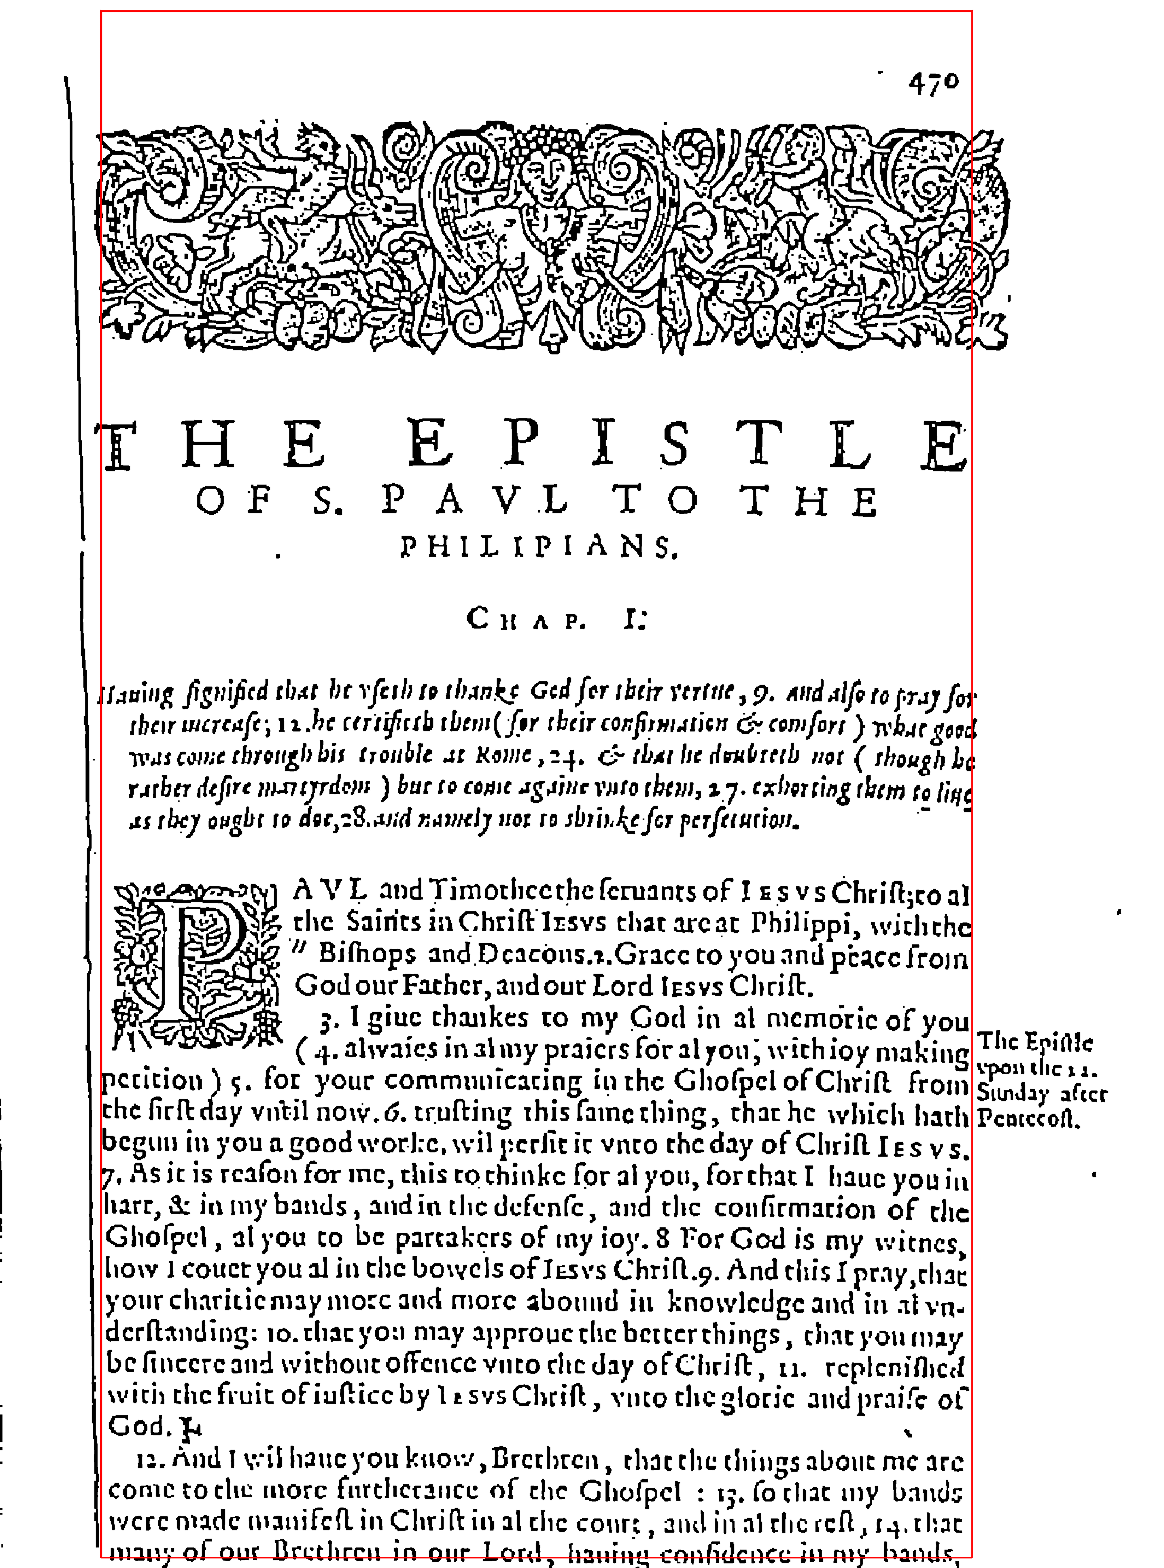 470
THE EPISTLE
OF S. PAVL TO THE
PHILIPIANS.
CHAP. I:
Hauing ſignified that he vſeth to thanke God for their vertue, 9. and alſo to pray for
their increaſe; 12. he certifieth them (for their confirmation & comfort) what good
was come through his trouble at Rome, 24. & that he doubteth not (though he
rather deſire martyrdom) but to come againe vnto them, 27. exhorting them to liue
as they ought to doe, 28. and namely not to shrinke for perſecution.
PAVL and Timothee the ſeruants of IESVS Chriſt; to al
the Saints in Chriſt IESVS that are at Philippi, with the
" Biſhops and Deacons. 2. Grace to you and peace from
God our Father, and our Lord IESVS Chriſt.
3. I giue thankes to my God in al memorie of you
(4. alwaies in al my praiers for al you, with ioy making
petition) 5. for your communicating in the Ghoſpel of Chriſt from
the firſt day vntil now. 6. truſting this ſame thing, that he which hath
begun in you a good worke, wil perfit it vnto the day of Chriſt IESVS.
7. As it is reaſon for me, this to thinke for al you, for that I haue you in
hart, & in my bands, and in the defenſe, and the confirmation of the
Ghoſpel, al you to be partakers of my ioy. 8 For God is my witnes,
how I couet you al in the bowels of IESVS Chriſt. 9. And this I pray, that
your charitie may more and more abound in knowledge and in al vn-
derſtanding: 10. that you may approue the better things, that you may
be ſincere and without offence vnto the day of Chriſt, 11. repleniſhed
with the fruit of iuſtice by IESVS Chriſt, vnto the glorie and praiſe of
God.
12. And I wil haue you know, Brethren, that the things about me are
come to the more furtherance of the Ghoſpel: 13. ſo that my bands
were made manifeſt in Chriſt in al the court, and in al the reſt, 14. that
many of our Brethren in our Lord, hauing confidence in my bands,
The Epiſtle
vpon the 22.
Sunday after
Pentecoſt.